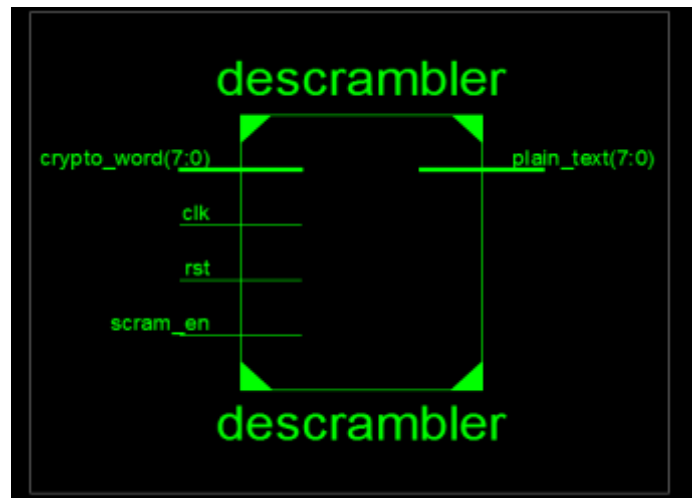 descrambler
crypto_word(7:0)
plain_text(7:0)
clk
rst
scram_en
descrambler